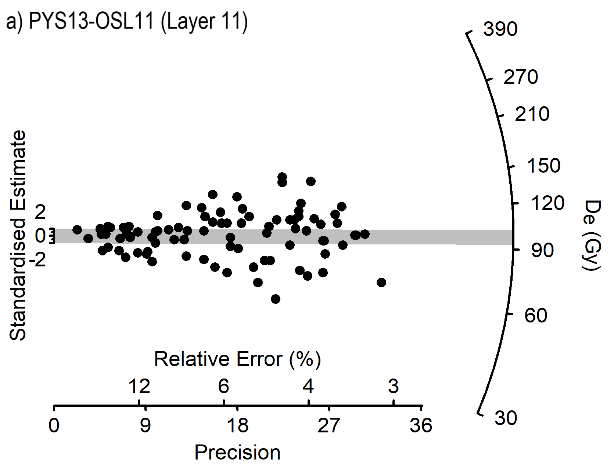 a) PYS13-OSL11 (Layer 11)
390
270
210
150
120
90
60
30
De (Gy)
Standardised Estimate
2
0
-2
Relative Error (%)
12 6 4 3
0 9 18 27 36
Precision